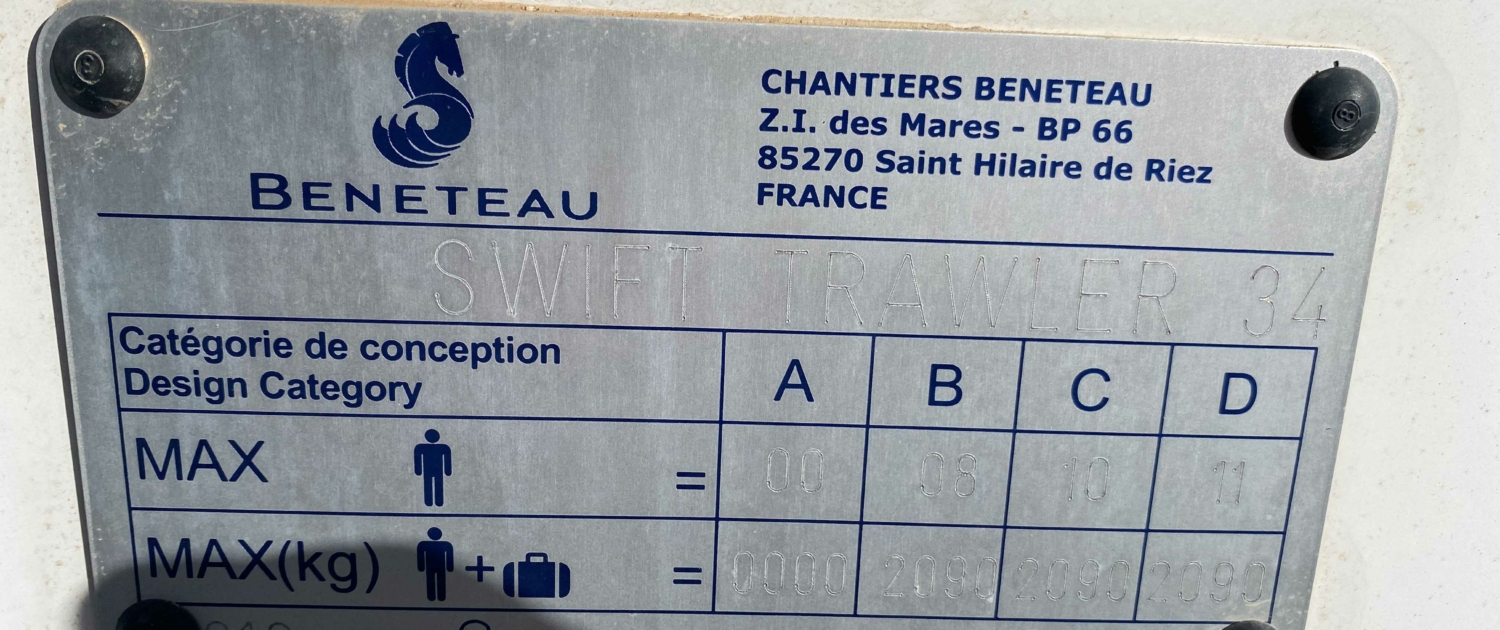 BENETEAU
CHANTIERS BENETEAU
Z.I. des Mares - BP 66
85270 Saint Hilaire de Riez
FRANCE
SWIFT TRAWLER 34
Catégorie de conception
Design Category
A B C D
MAX = 00 08 10 11
MAX(kg) + = 0000 2090 2090 2090